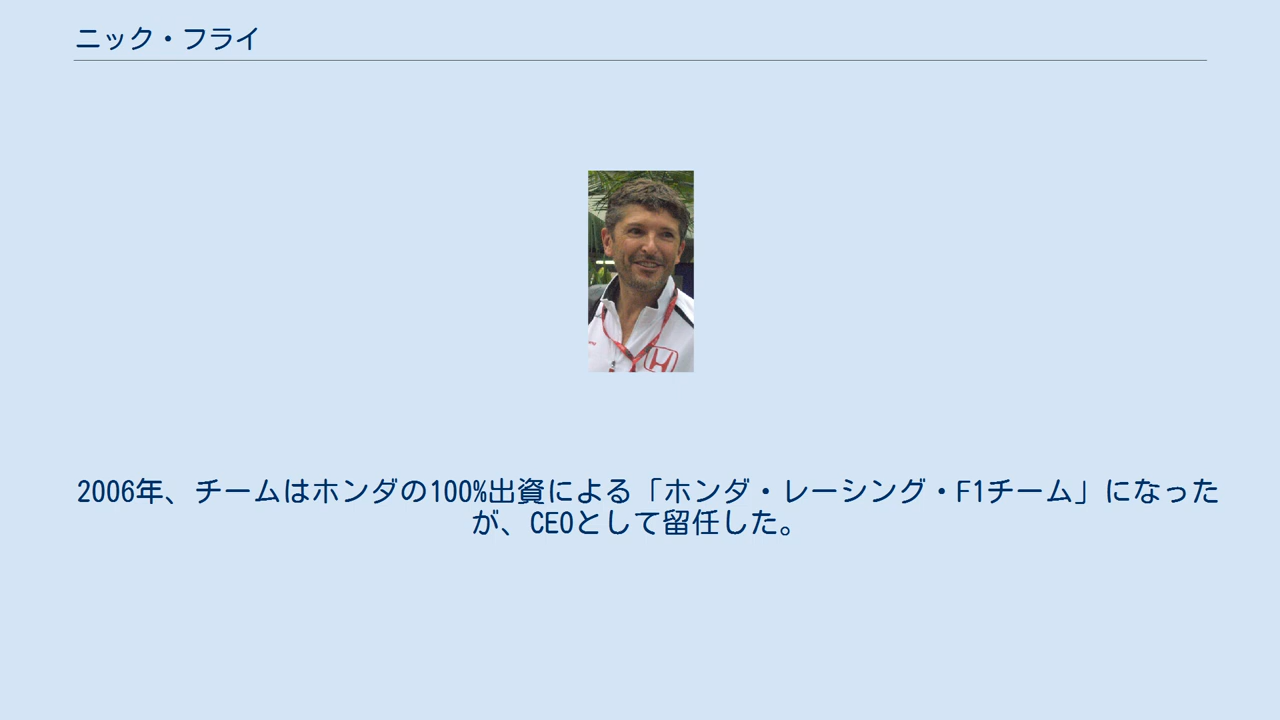 ニック・フライ
2006年、チームはホンダの100%出資による「ホンダ・レーシング・F1チーム」になった
が、CEOとして留任した。